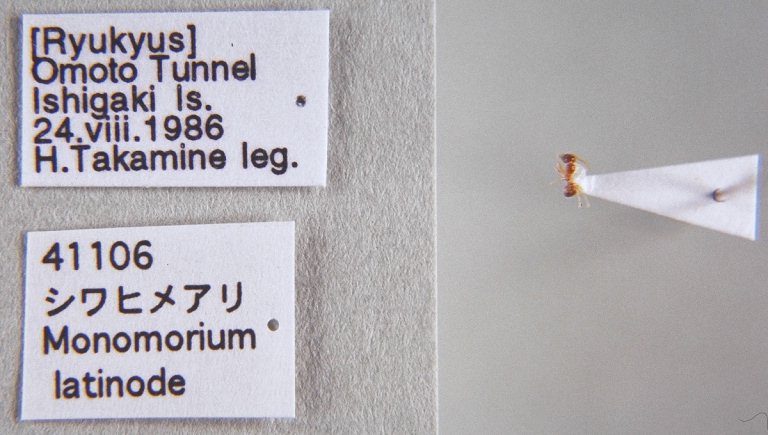 [Ryukyus]
Omoto Tunnel
Ishigaki Is.
24.viii.1986
H.Takamine leg.
41106
シワヒメアリ
Monomorium
latinode